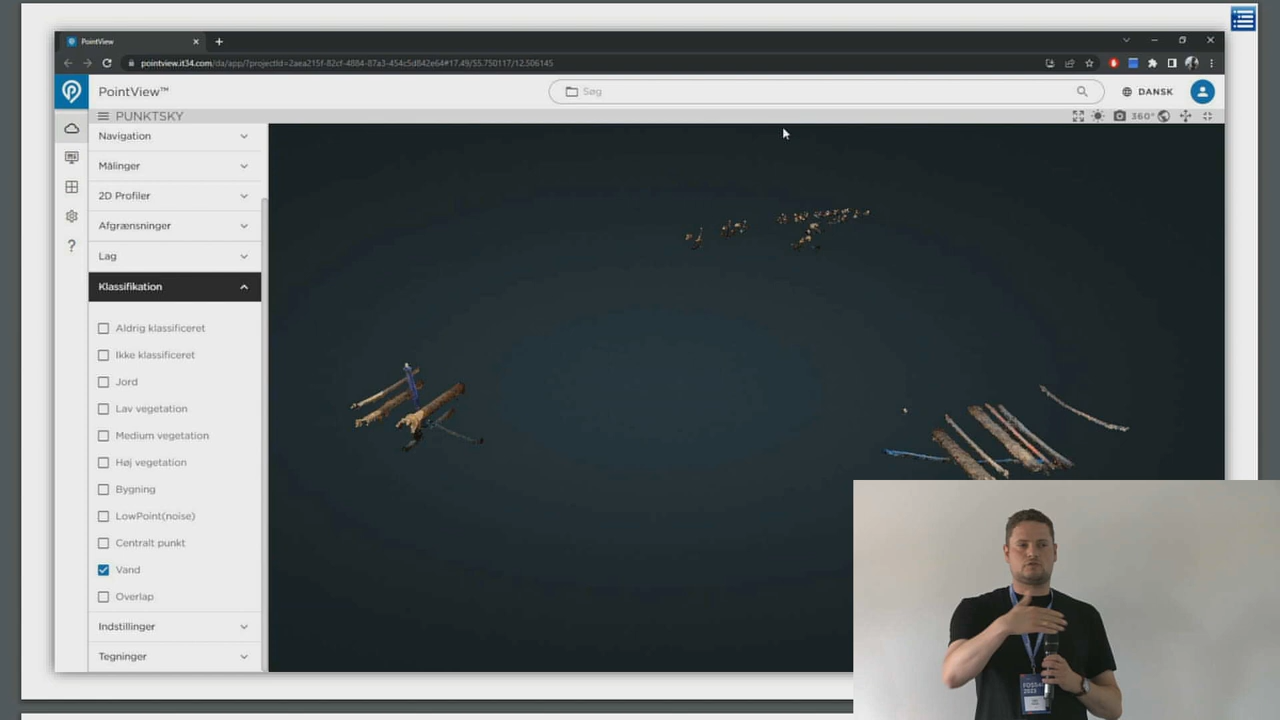 PointView
pointview.it34.com/da/app/?projectId=2aea215f-82cf-4884-87a3-454c5d842e64#17.49/55.750117/12.506145
PointView™
Søg
DANSK
PUNKTSKY
360°
Navigation
Målinger
2D Profiler
Afgrænsninger
Lag
Klassifikation
Aldrig klassificeret
Ikke klassificeret
Jord
Lav vegetation
Medium vegetation
Høj vegetation
Bygning
LowPoint(noise)
Centralt punkt
Vand
Overlap
Indstillinger
Tegninger
2023